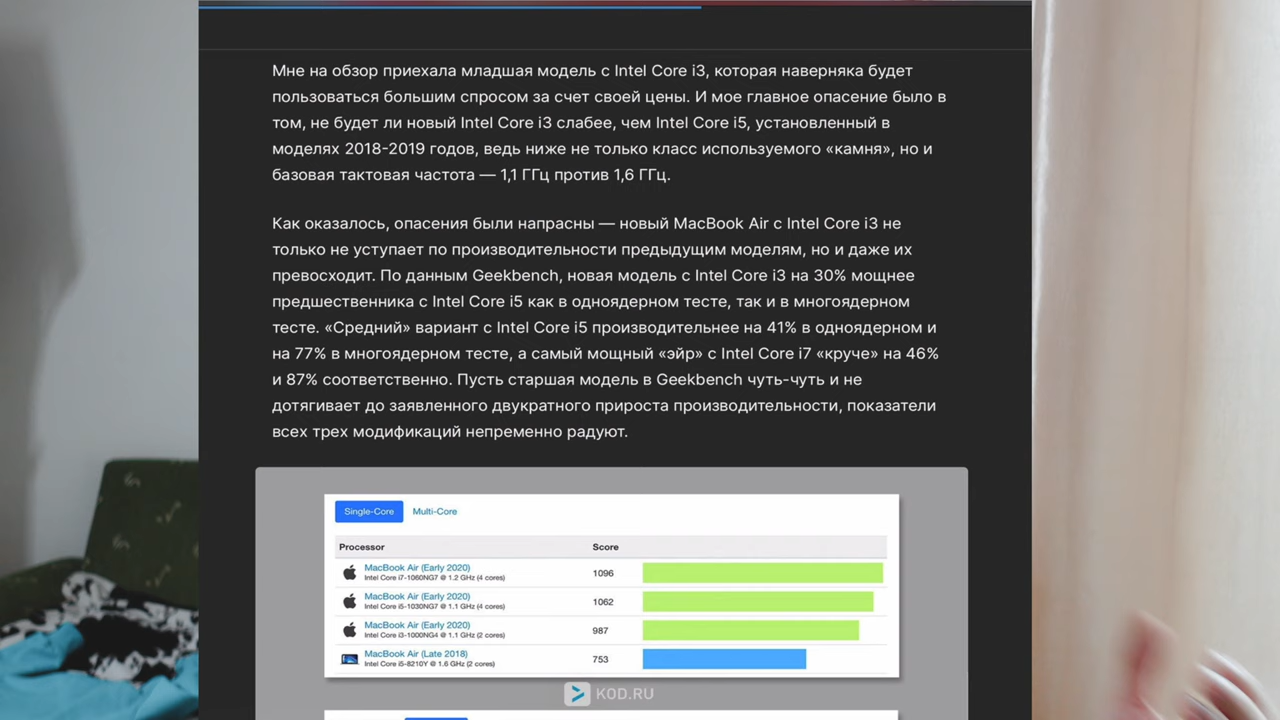 Мне на обзор приехала младшая модель с Intel Core i3, которая наверняка будет
пользоваться большим спросом за счет своей цены. И мое главное опасение было в
том, не будет ли новый Intel Core i3 слабее, чем Intel Core i5, установленный в
моделях 2018-2019 годов, ведь ниже не только класс используемого «камня», но и
базовая тактовая частота — 1,1 ГГц против 1,6 ГГц.
Как оказалось, опасения были напрасны — новый MacBook Air с Intel Core i3 не
только не уступает по производительности предыдущим моделям, но и даже их
превосходит. По данным Geekbench, новая модель с Intel Core i3 на 30% мощнее
предшественника с Intel Core i5 как в одноядерном тесте, так и в многоядерном
тесте. «Средний» вариант с Intel Core i5 производительнее на 41% в одноядерном и
на 77% в многоядерном тесте, а самый мощный «эйр» с Intel Core i7 «круче» на 46%
и 87% соответственно. Пусть старшая модель в Geekbench чуть-чуть и не
дотягивает до заявленного двукратного прироста производительности, показатели
всех трех модификаций непременно радуют.
Single-Core Multi-Core
Processor Score
MacBook Air (Early 2020)
Intel Core i7-1060NG7 @ 1.2 GHz (4 cores)
1096
MacBook Air (Early 2020)
Intel Core i5-1030NG7 @ 1.1 GHz (4 cores)
1062
MacBook Air (Early 2020)
Intel Core i3-1000NG4 @ 1.1 GHz (2 cores)
987
MacBook Air (Late 2018)
Intel Core i5-8210Y @ 1.6 GHz (2 cores)
753
KOD.RU